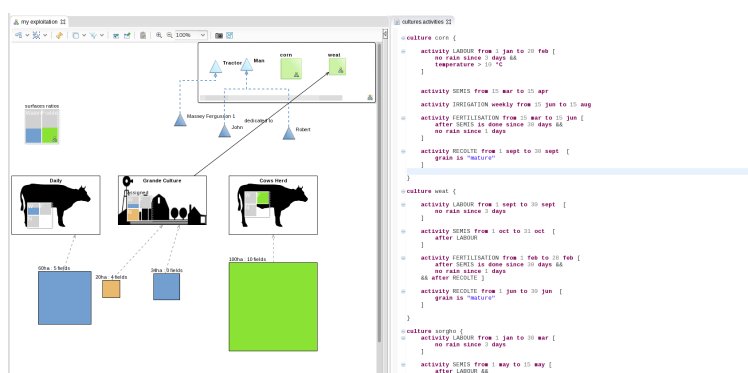 my exploitation
100%
corn
weat
Tractor
Man
surfaces ratios
Massey Fergusson 1
John
dedicated to
Robert
Daily
Grande Culture
Cows Herd
assigned
60ha : 5 fields
20ha : 4 fields
34ha : 3 fields
100ha : 10 fields
cultures.activities
culture corn {
activity LABOUR from 1 jan to 28 feb [
no rain since 3 days &&
temperature > 10 °C
]
activity SEMIS from 15 mar to 15 apr
activity IRRIGATION weekly from 15 jun to 15 aug
activity FERTILISATION from 15 mar to 15 jun [
after SEMIS is done since 30 days &&
no rain since 1 days
]
activity RECOLTE from 1 sept to 30 sept [
grain is "mature"
]
}
culture weat {
activity LABOUR from 1 sept to 30 sept [
no rain since 3 days
]
activity SEMIS from 1 oct to 31 oct [
after LABOUR
]
activity FERTILISATION from 1 feb to 28 feb [
after SEMIS is done since 30 days &&
no rain since 1 days
&& after RECOLTE ]
activity RECOLTE from 1 jun to 30 jun [
grain is "mature"
]
}
culture sorgho {
activity LABOUR from 1 jan to 30 mar [
no rain since 3 days
]
activity SEMIS from 1 may to 15 may [
after LABOUR &&